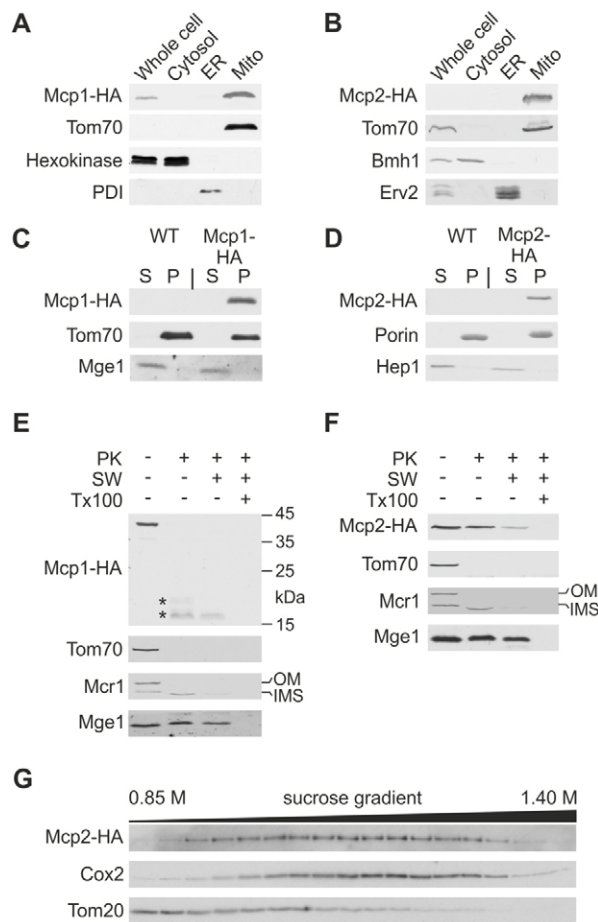 A
Whole cell Cytosol ER Mito
Mcp1-HA
Tom70
Hexokinase
PDI
B
Whole cell Cytosol ER Mito
Mcp2-HA
Tom70
Bmh1
Erv2
C
WT Mcp1-
HA
S P | S P
Mcp1-HA
Tom70
Mge1
D
WT Mcp2-
HA
S P | S P
Mcp2-HA
Porin
Hep1
E
PK - + + +
SW - - + +
Tx100 - - - +
45
35
25
kDa
15
Mcp1-HA
*
*
Tom70
Mcr1
OM
IMS
Mge1
F
PK - + + +
SW - - + +
Tx100 - - - +
Mcp2-HA
Tom70
Mcr1
OM
IMS
Mge1
G
0.85 M sucrose gradient 1.40 M
Mcp2-HA
Cox2
Tom20